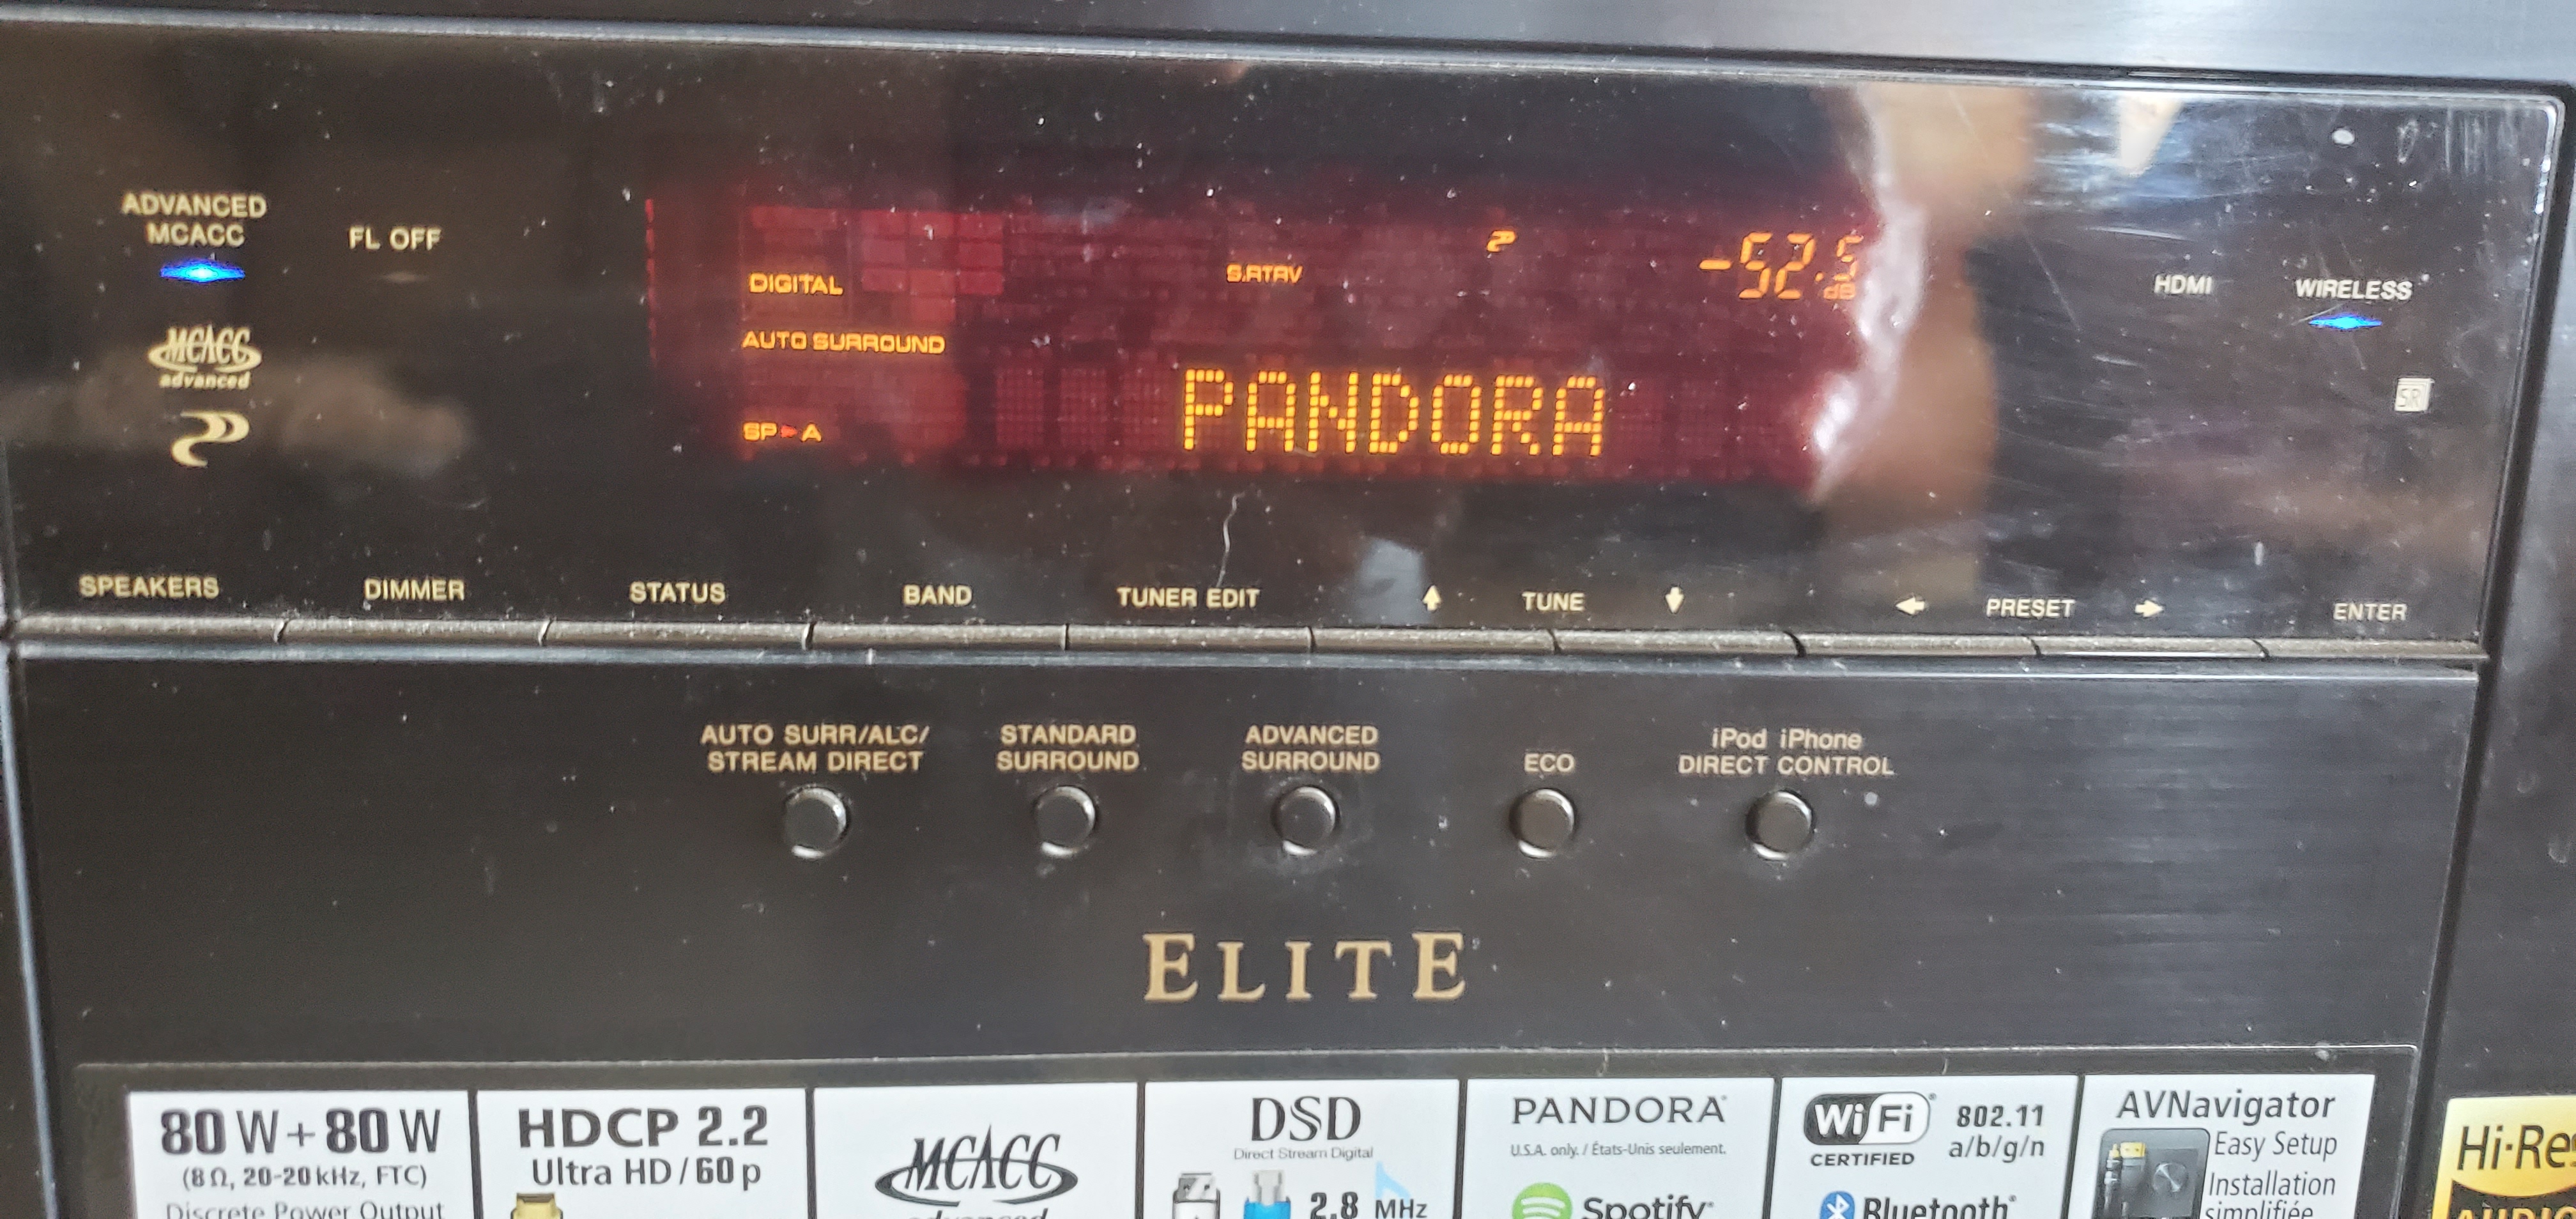 ADVANCED
MCACC
FL OFF
DIGITAL
S.RTRV
-52.5
dB
HDMI
WIRELESS
AUTO SURROUND
MCACC
advanced
SR
PANDORA
SP►A
SPEAKERS
DIMMER
STATUS
BAND
TUNER EDIT
TUNE
PRESET
ENTER
AUTO SURR/ALC/
STREAM DIRECT
STANDARD
SURROUND
ADVANCED
SURROUND
ECO
iPod iPhone
DIRECT CONTROL
ELITE
80 W + 80 W
(8 Ω, 20-20 kHz, FTC)
Discrete Power Output
HDCP 2.2
Ultra HD / 60 p
MCACC
advanced
DSD
Direct Stream Digital
2.8 MHz
PANDORA®
U.S.A. only. / États-Unis seulement.
Spotify®
Wi Fi®
CERTIFIED
802.11
a/b/g/n
Bluetooth®
AVNavigator
Easy Setup
Installation
simplifiée
Hi-Res
AUDIO